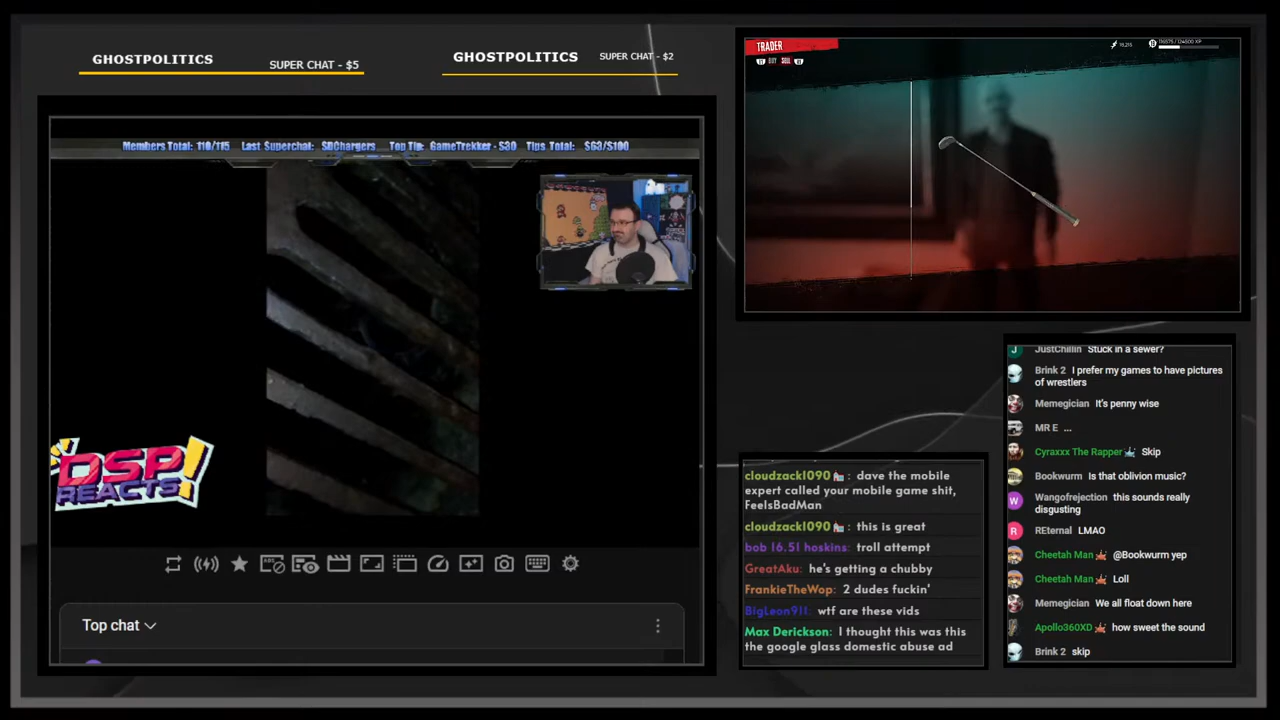 GHOSTPOLITICS
SUPER CHAT - $5
GHOSTPOLITICS
SUPER CHAT - $2
Members Total: 110/115 Last Superchat: SDChargers Top Tip: GameTrekker - $30 Tips Total: $63/$100
DSP
REACTS!
Top chat
TRADER
BUY SELL
cloudzack1090 : dave the mobile
expert called your mobile game shit,
FeelsBadMan
cloudzack1090 : this is great
bob 16.51 hoskins: troll attempt
GreatAku: he's getting a chubby
FrankieTheWop: 2 dudes fuckin'
BigLeon911: wtf are these vids
Max Derickson: I thought this was this
the google glass domestic abuse ad
J JustChillin Stuck in a sewer?
Brink 2 I prefer my games to have pictures
of wrestlers
Memegician It's penny wise
MR E ...
Cyraxxx The Rapper Skip
Bookwurm Is that oblivion music?
W Wangofrejection this sounds really
disgusting
R REternal LMAO
Cheetah Man @Bookwurm yep
Cheetah Man Loll
Memegician We all float down here
Apollo360XD how sweet the sound
Brink 2 skip